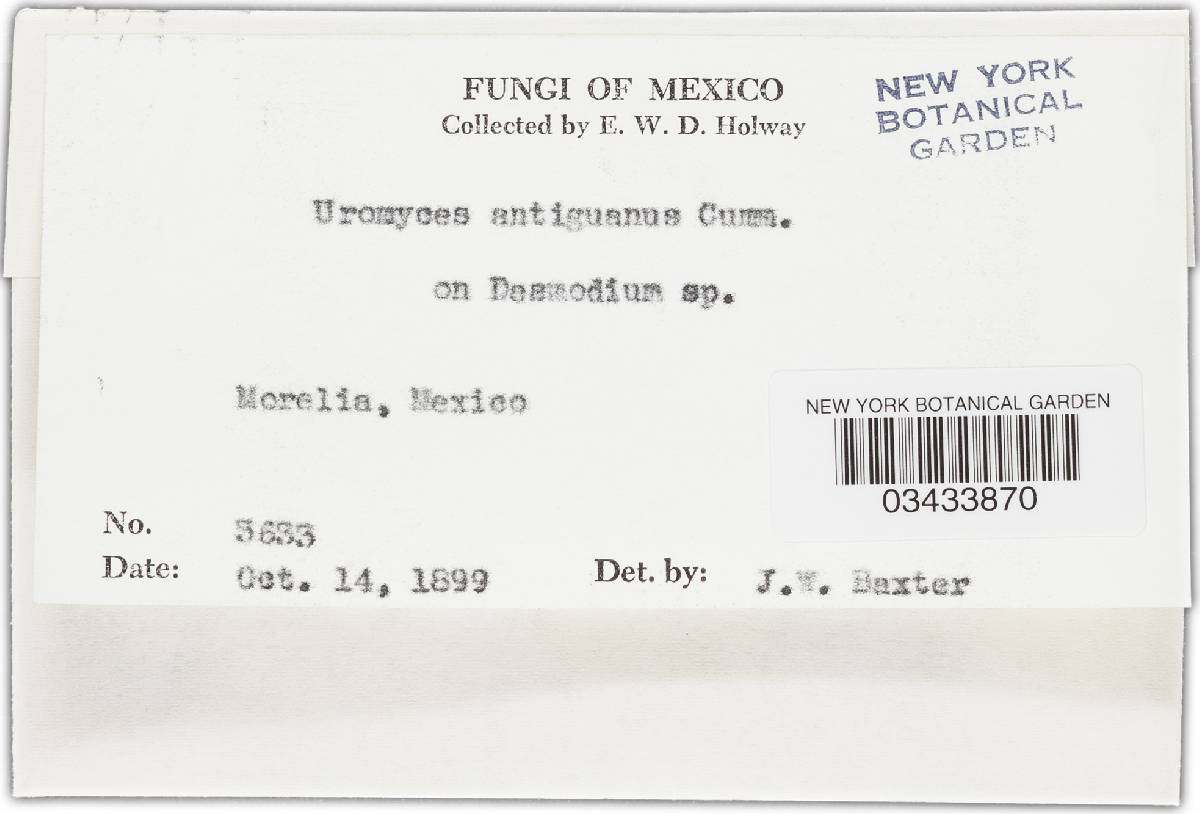 FUNGI OF MEXICO
Collected by E. W. D. Holway
NEW YORK
BOTANICAL
GARDEN
Uromyces antiguanus Cumm.
on Desmodium sp.
Morelia, Mexico
NEW YORK BOTANICAL GARDEN
03433870
No. 3633
Date: Oct. 14, 1899
Det. by: J.W. Baxter